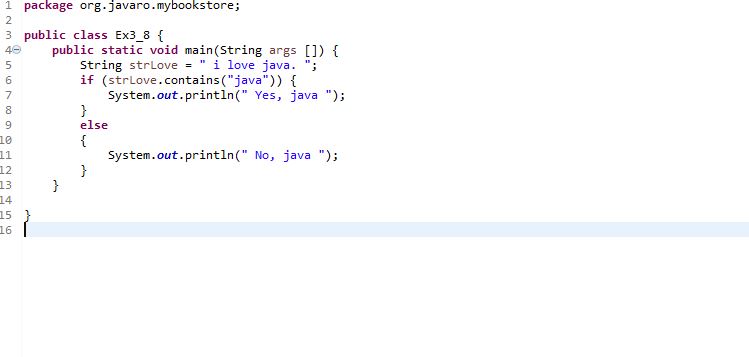 1 package org.javaro.mybookstore;
2
3 public class Ex3_8 {
4 public static void main(String args []) {
5 String strLove = " i love java. ";
6 if (strLove.contains("java")) {
7 System.out.println(" Yes, java ");
8 }
9 else
10 {
11 System.out.println(" No, java ");
12 }
13 }
14
15 }
16